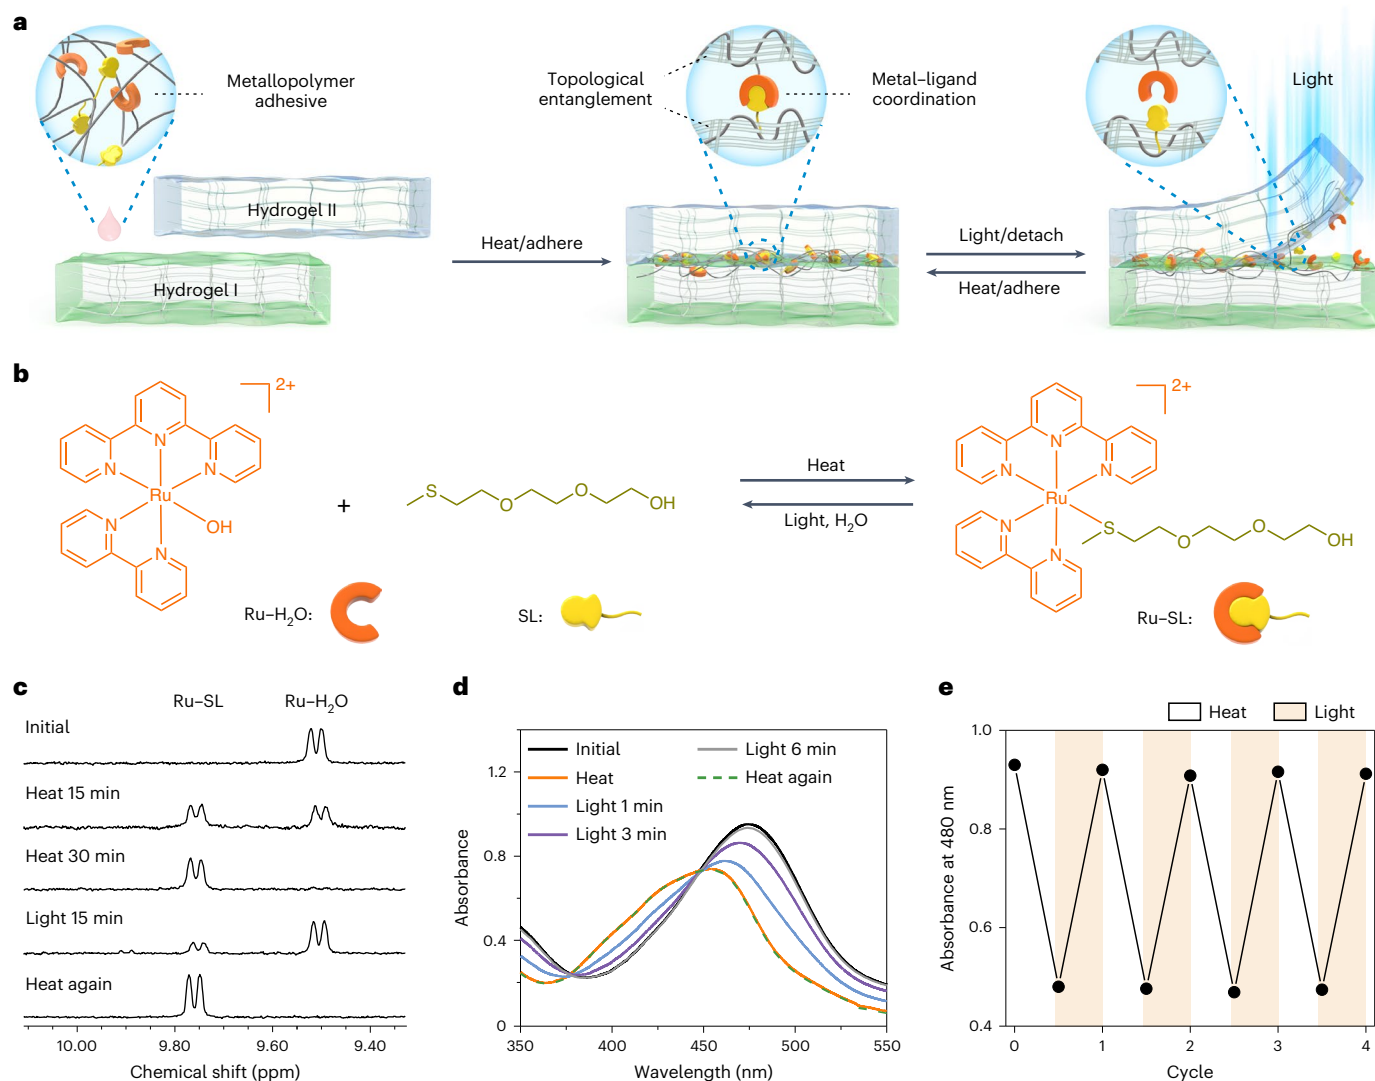 a
Metallopolymer
adhesive
Hydrogel II
Hydrogel I
Heat/adhere
Topological
entanglement
Metal–ligand
coordination
Light/detach
Heat/adhere
Light
b
2+
N
N
N
Ru
N
OH
N
+
S
O
O
OH
Heat
Light, H2O
2+
N
N
N
Ru
N
S
O
O
OH
N
Ru–H2O:
SL:
Ru–SL:
c
Ru–SL
Ru–H2O
Initial
Heat 15 min
Heat 30 min
Light 15 min
Heat again
10.00
9.80
9.60
9.40
Chemical shift (ppm)
d
Initial
Heat
Light 1 min
Light 3 min
Light 6 min
Heat again
1.2
0.8
0.4
0
Absorbance
350
400
450
500
550
Wavelength (nm)
e
Heat
Light
1.0
0.8
0.6
0.4
Absorbance at 480 nm
0
1
2
3
4
Cycle